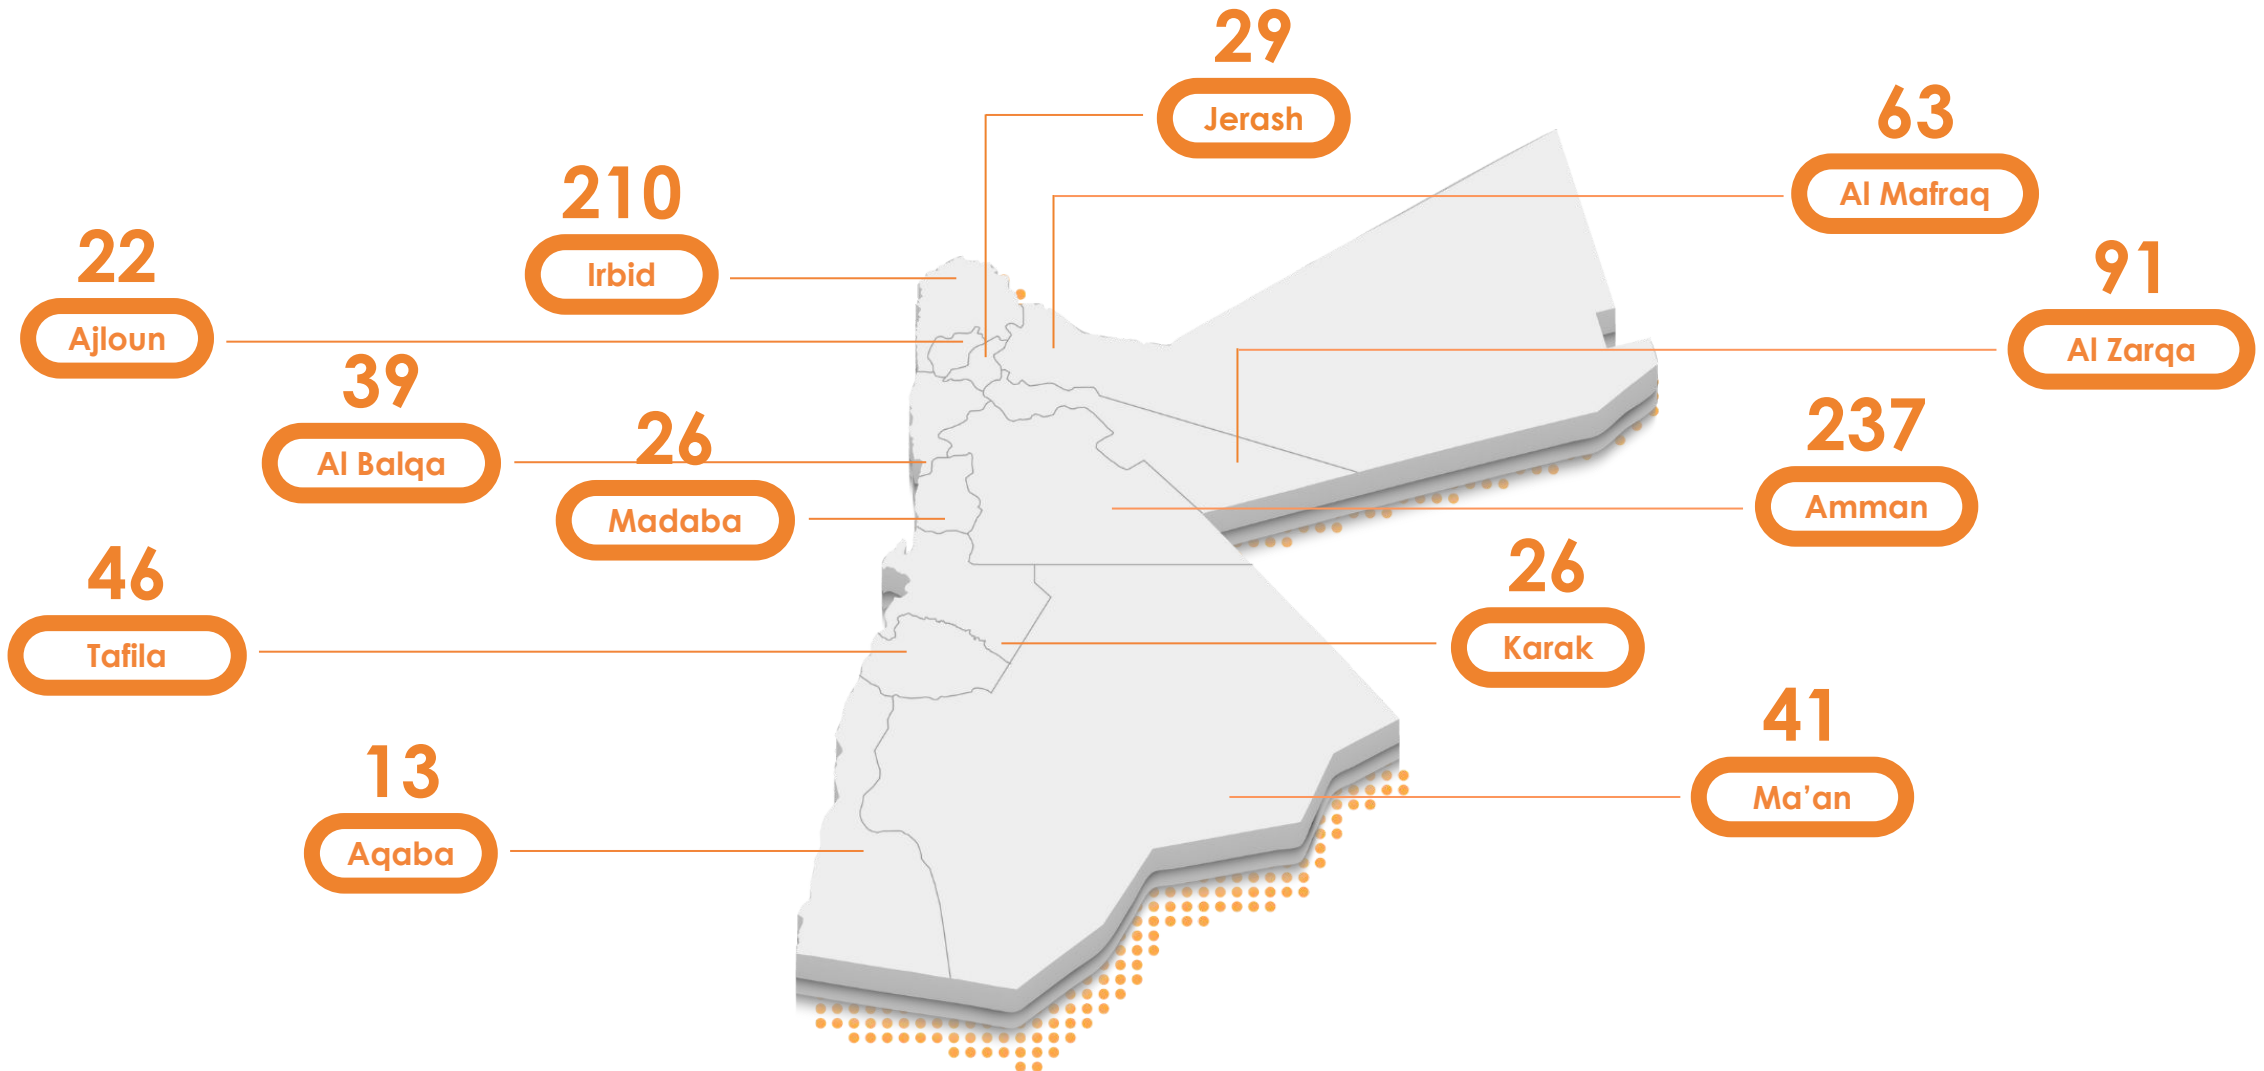 29
Jerash
63
Al Mafraq
210
Irbid
22
Ajloun
91
Al Zarqa
39
Al Balqa
237
Amman
26
Madaba
26
Karak
46
Tafila
41
Ma’an
13
Aqaba